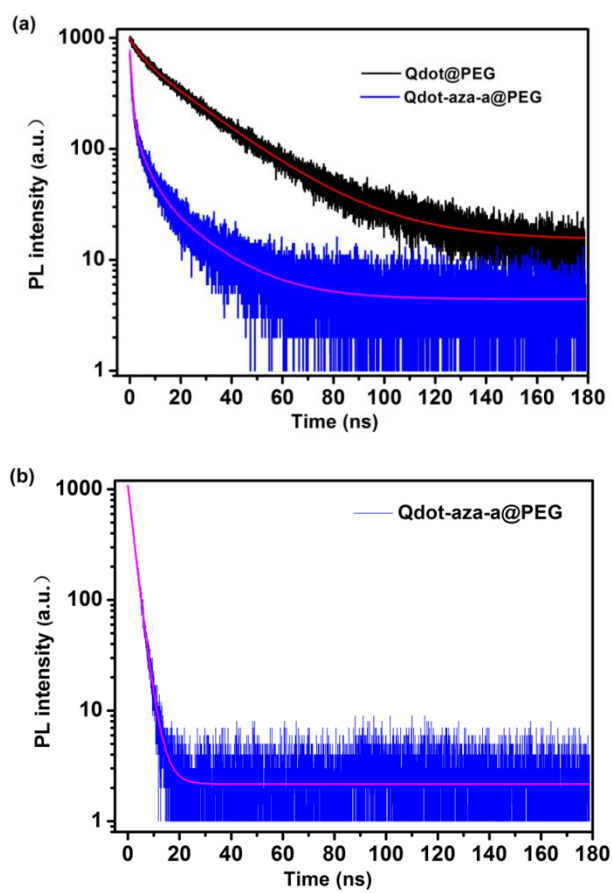 (a)
1000
100
10
1
PL intensity (a.u.)
Qdot@PEG
Qdot-aza-a@PEG
0 20 40 60 80 100 120 140 160 180
Time (ns)
(b)
1000
100
10
1
PL intensity (a.u.)
Qdot-aza-a@PEG
0 20 40 60 80 100 120 140 160 180
Time (ns)